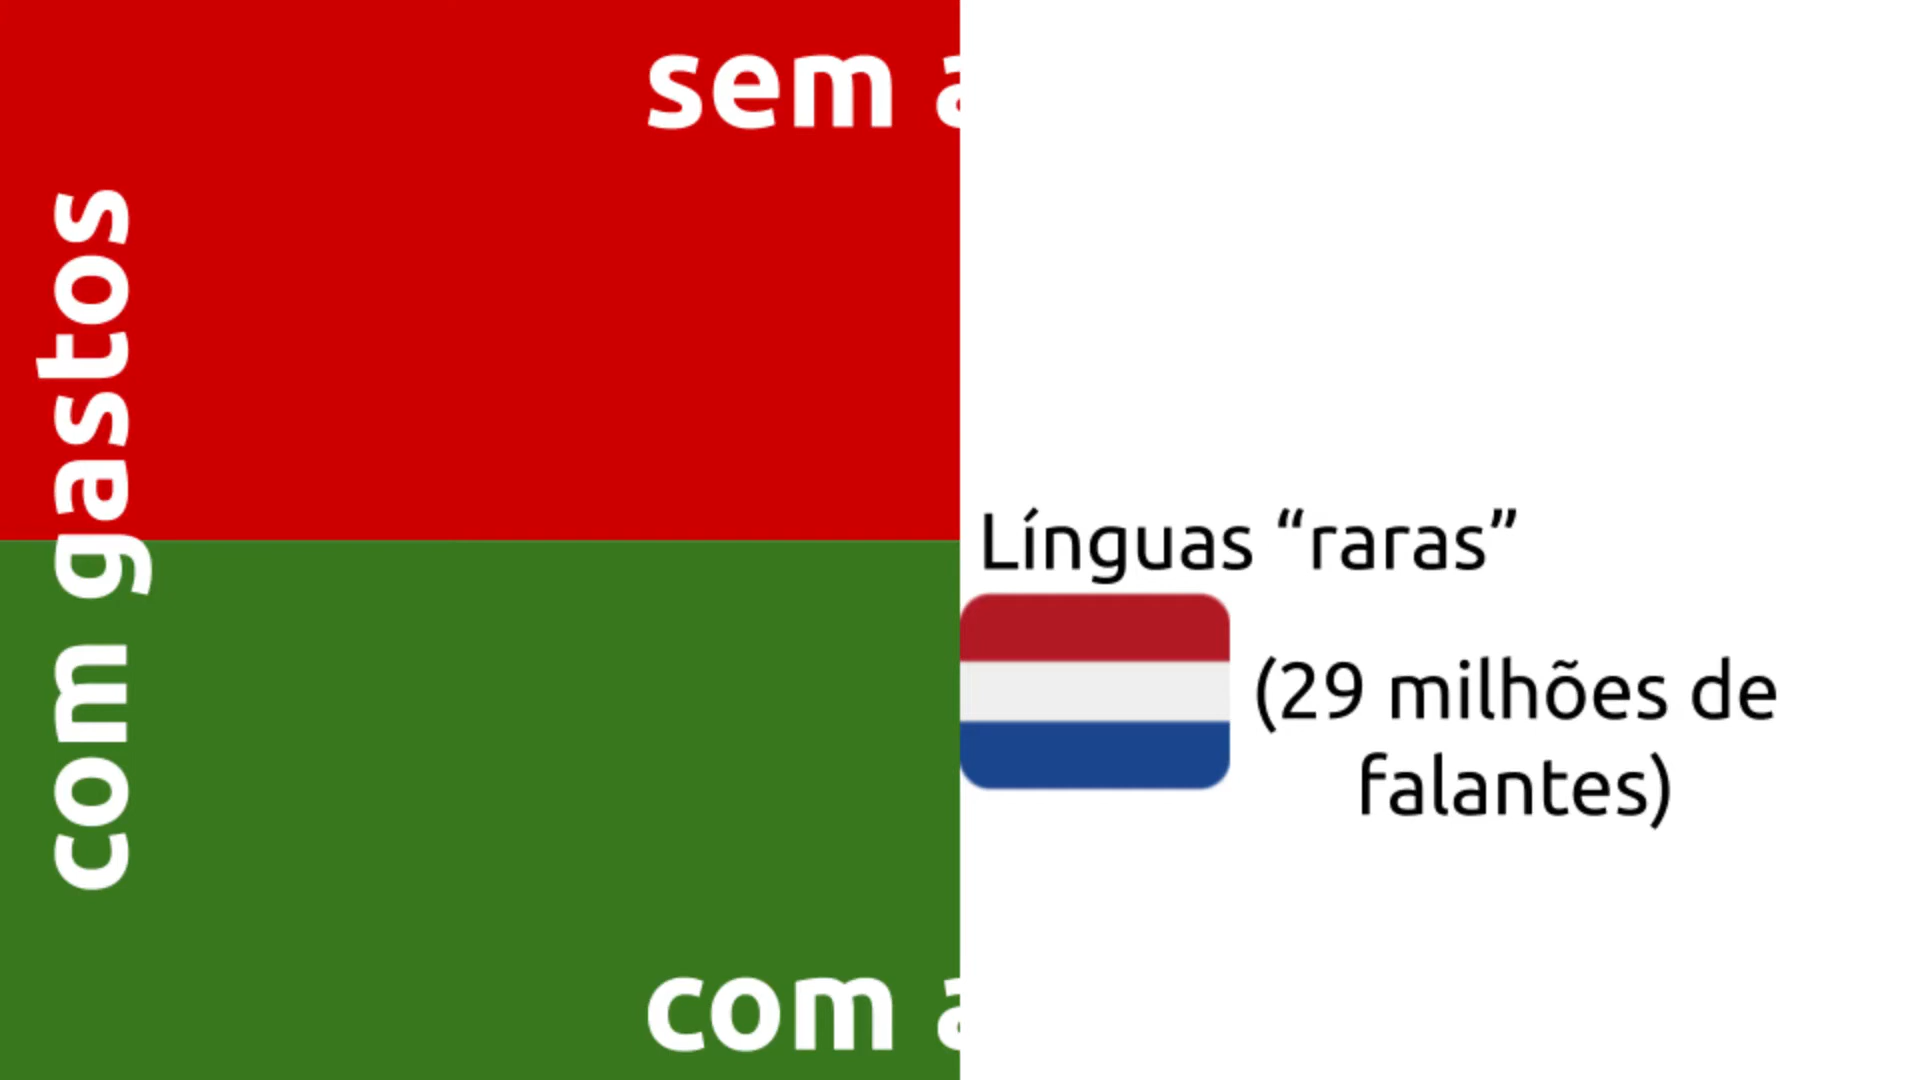 sem a
com gastos
Línguas “raras”
(29 milhões de
falantes)
com a